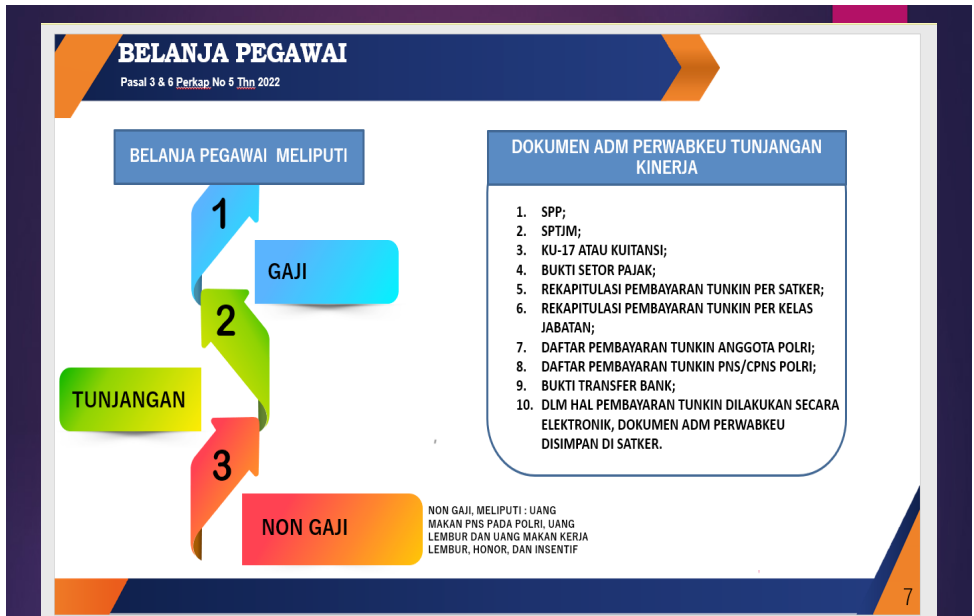 BELANJA PEGAWAI
Pasal 3 & 6 Perkap No 5 Thn 2022
BELANJA PEGAWAI MELIPUTI
1
GAJI
2
TUNJANGAN
3
NON GAJI
NON GAJI, MELIPUTI : UANG
MAKAN PNS PADA POLRI, UANG
LEMBUR DAN UANG MAKAN KERJA
LEMBUR, HONOR, DAN INSENTIF
DOKUMEN ADM PERWABKEU TUNJANGAN
KINERJA
1. SPP;
2. SPTJM;
3. KU-17 ATAU KUITANSI;
4. BUKTI SETOR PAJAK;
5. REKAPITULASI PEMBAYARAN TUNKIN PER SATKER;
6. REKAPITULASI PEMBAYARAN TUNKIN PER KELAS
JABATAN;
7. DAFTAR PEMBAYARAN TUNKIN ANGGOTA POLRI;
8. DAFTAR PEMBAYARAN TUNKIN PNS/CPNS POLRI;
9. BUKTI TRANSFER BANK;
10. DLM HAL PEMBAYARAN TUNKIN DILAKUKAN SECARA
ELEKTRONIK, DOKUMEN ADM PERWABKEU
DISIMPAN DI SATKER.
7